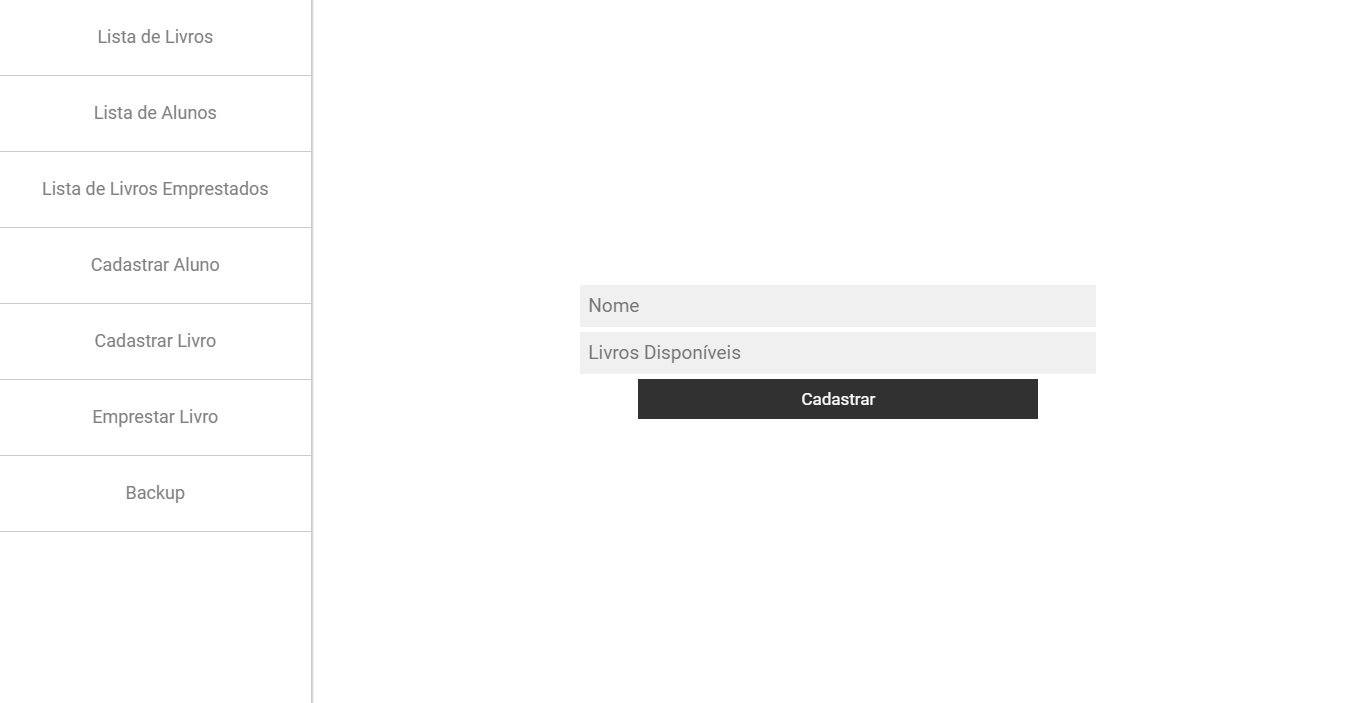 Lista de Livros
Lista de Alunos
Lista de Livros Emprestados
Cadastrar Aluno
Cadastrar Livro
Emprestar Livro
Backup
Nome
Livros Disponíveis
Cadastrar